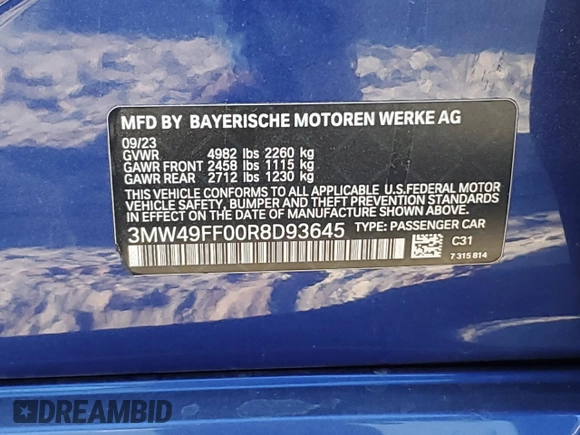 MFD BY BAYERISCHE MOTOREN WERKE AG
09/23
GVWR 4982 lbs 2260 kg
GAWR FRONT 2458 lbs 1115 kg
GAWR REAR 2712 lbs 1230 kg
THIS VEHICLE CONFORMS TO ALL APPLICABLE U.S.FEDERAL MOTOR
VEHICLE SAFETY, BUMPER, AND THEFT PREVENTION STANDARDS
IN EFFECT ON THE DATE OF MANUFACTURE SHOWN ABOVE.
3MW49FF00R8D93645 TYPE: PASSENGER CAR
C31
7 315 814
DREAMBID